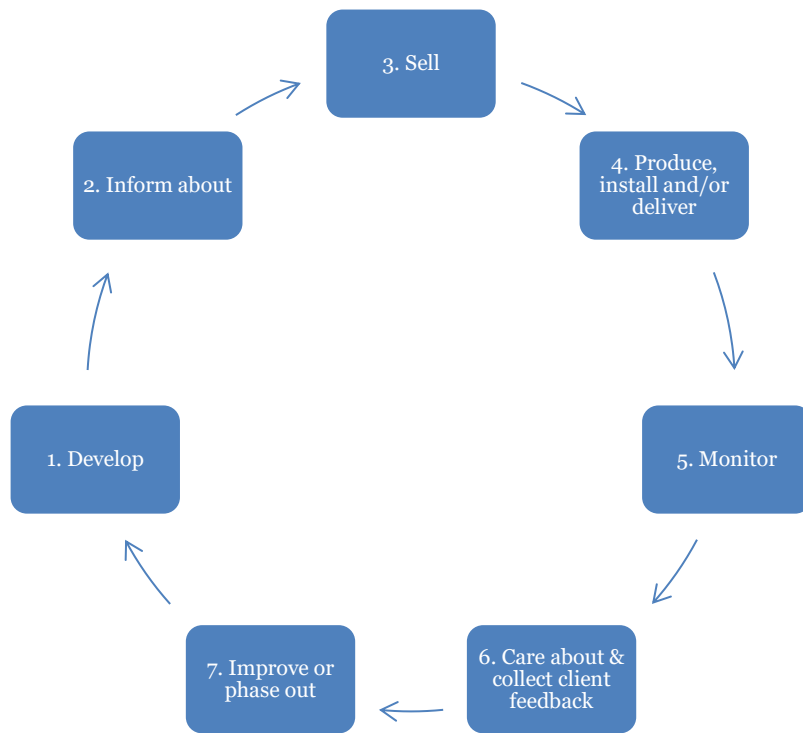 1. Develop
2. Inform about
3. Sell
4. Produce,
install and/or
deliver
5. Monitor
6. Care about &
collect client
feedback
7. Improve or
phase out